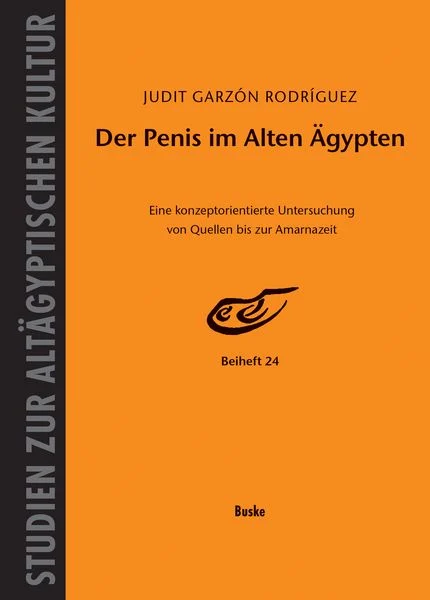 STUDIEN ZUR ALTÄGYPTISCHEN KULTUR
JUDIT GARZÓN RODRÍGUEZ
Der Penis im Alten Ägypten
Eine konzeptorientierte Untersuchung
von Quellen bis zur Amarnazeit
Beiheft 24
Buske